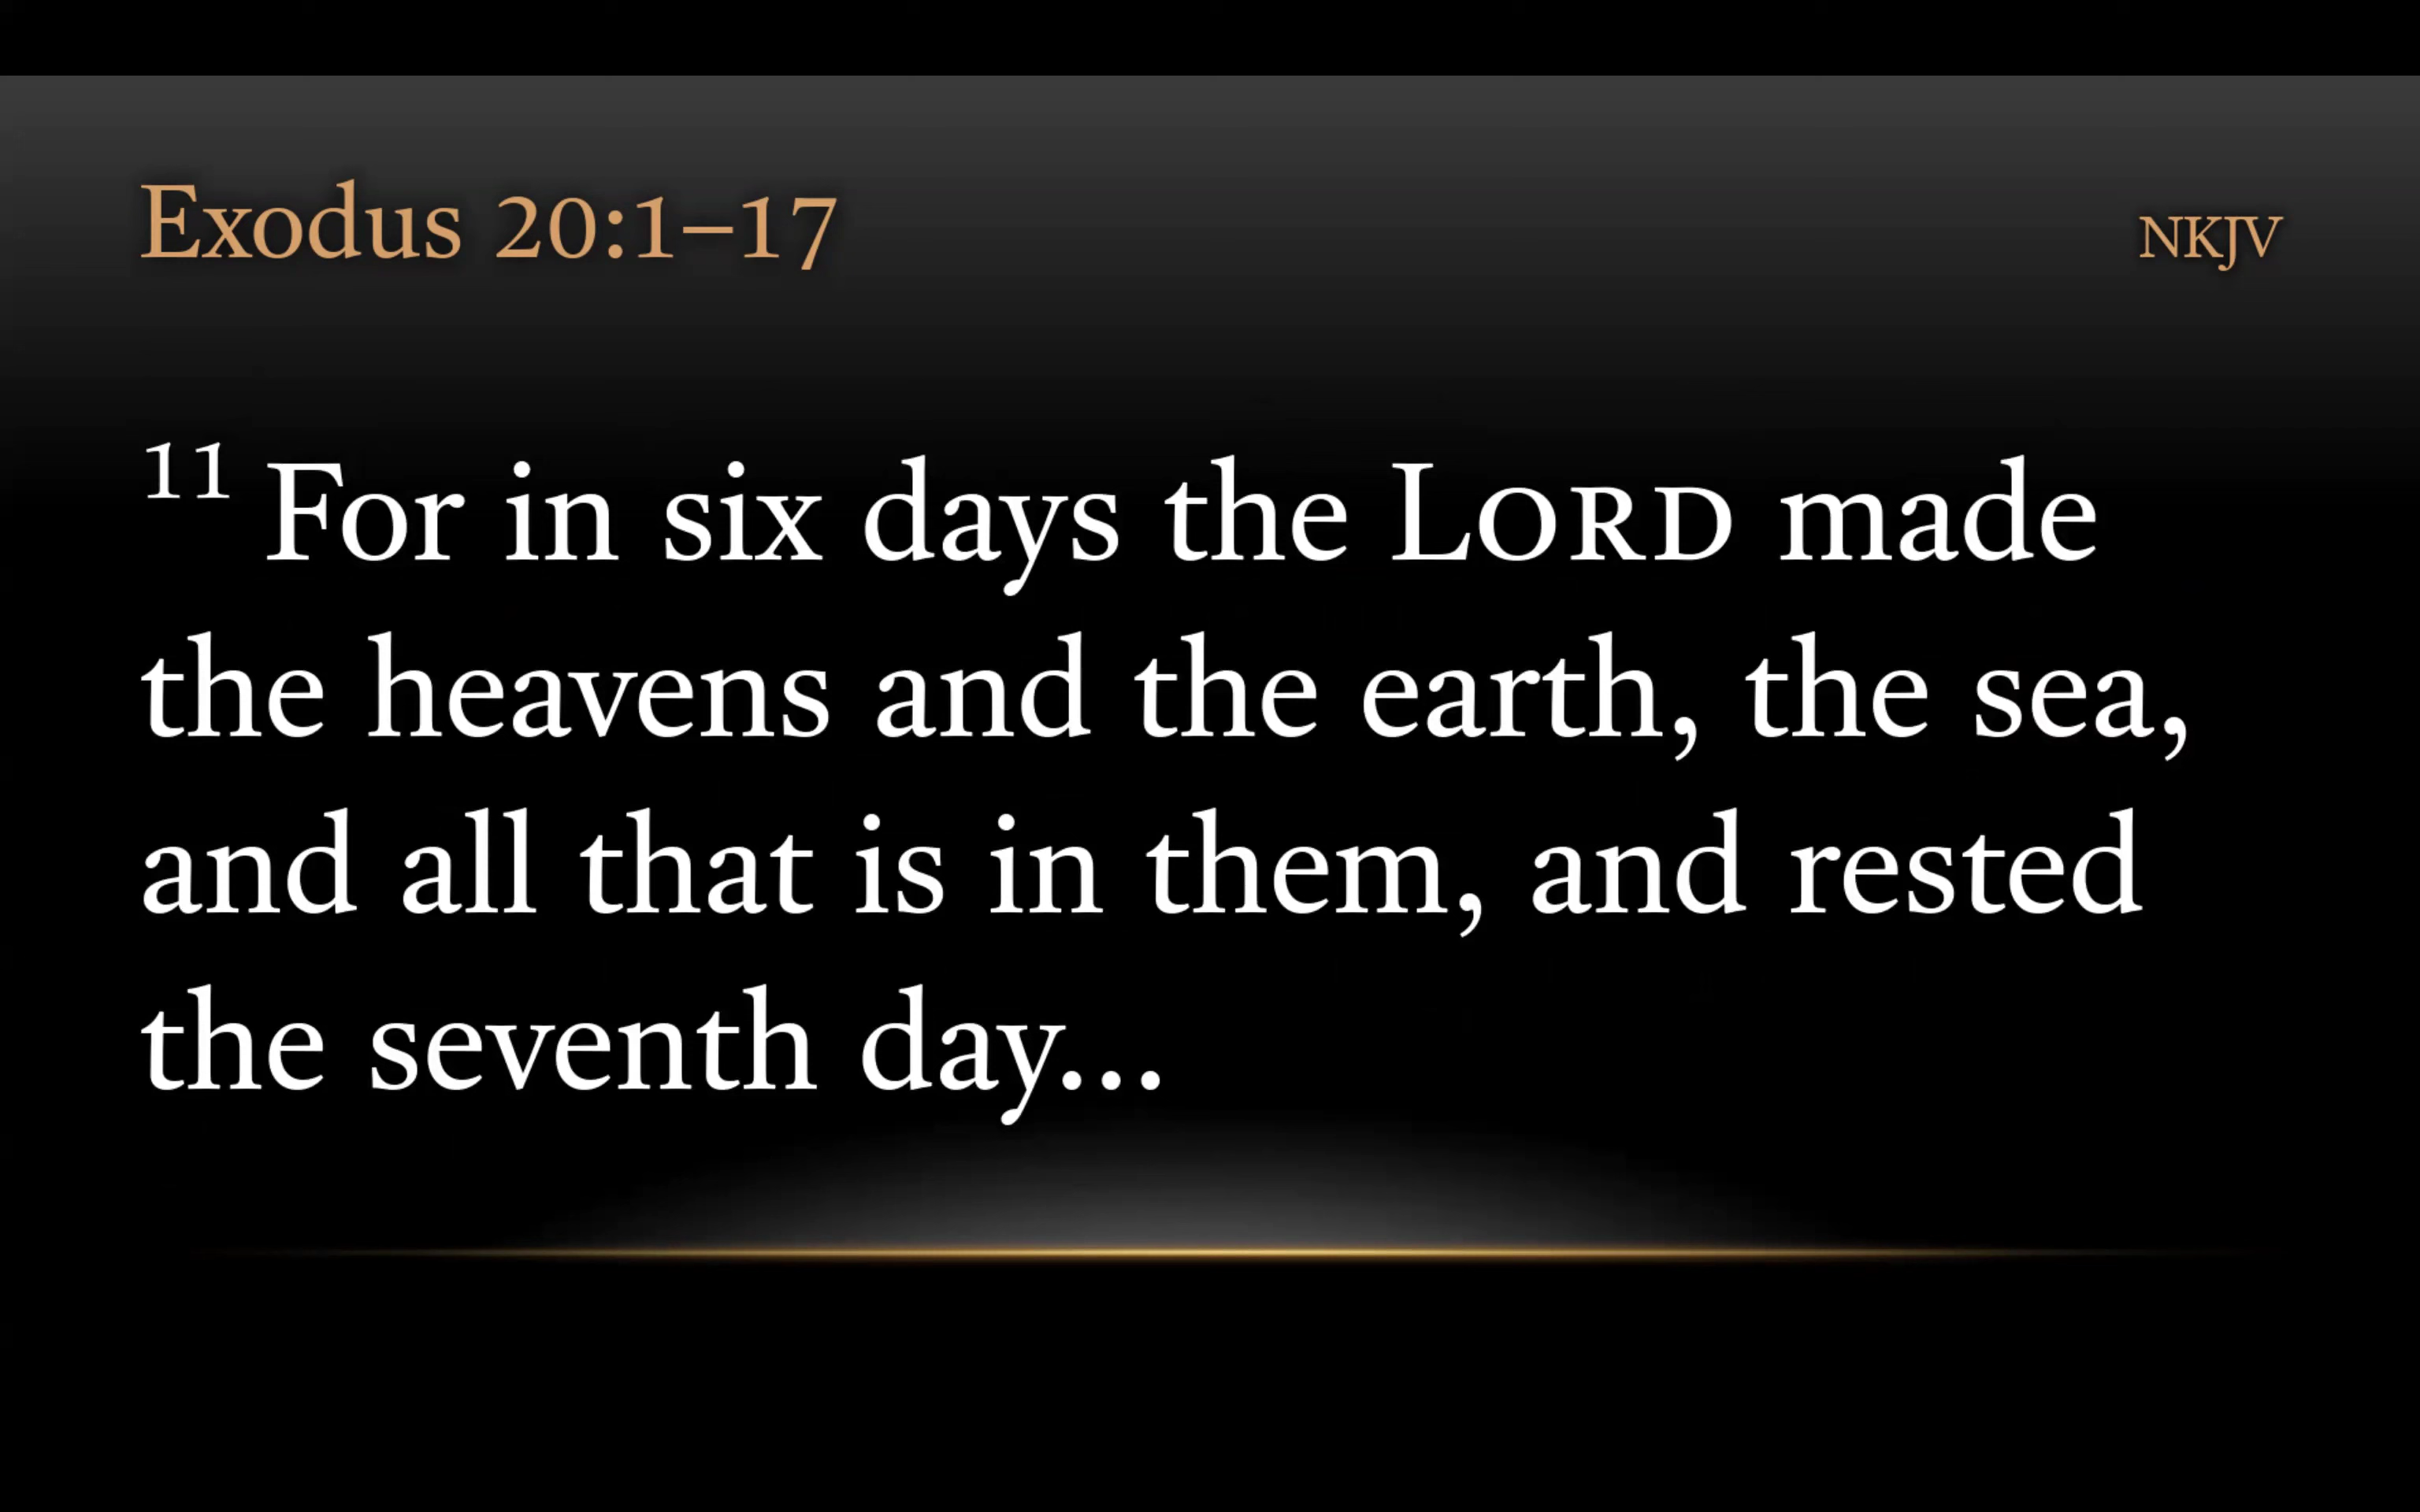 Exodus 20:1–17 NKJV
11 For in six days the LORD made
the heavens and the earth, the sea,
and all that is in them, and rested
the seventh day...